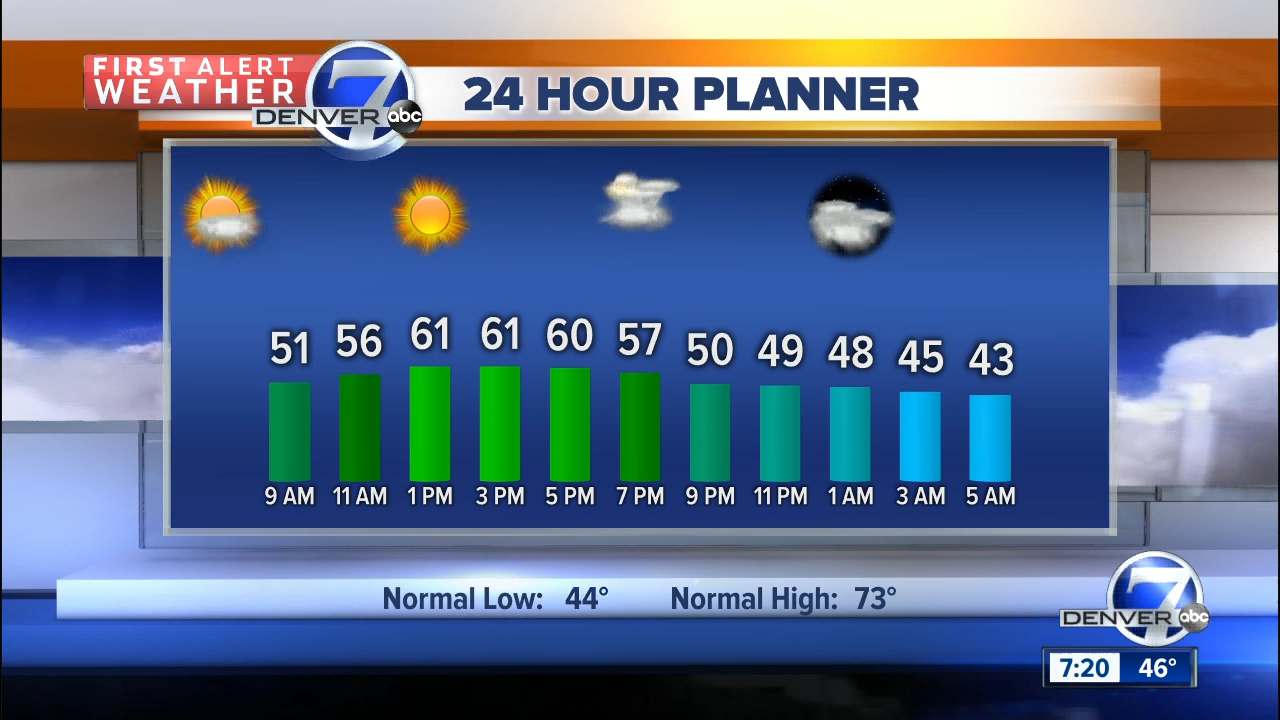 FIRST ALERT
WEATHER
7
DENVER abc
24 HOUR PLANNER
51 56 61 61 60 57 50 49 48 45 43
9 AM 11 AM 1 PM 3 PM 5 PM 7 PM 9 PM 11 PM 1 AM 3 AM 5 AM
Normal Low: 44° Normal High: 73°
7
DENVER abc
7:20 46°